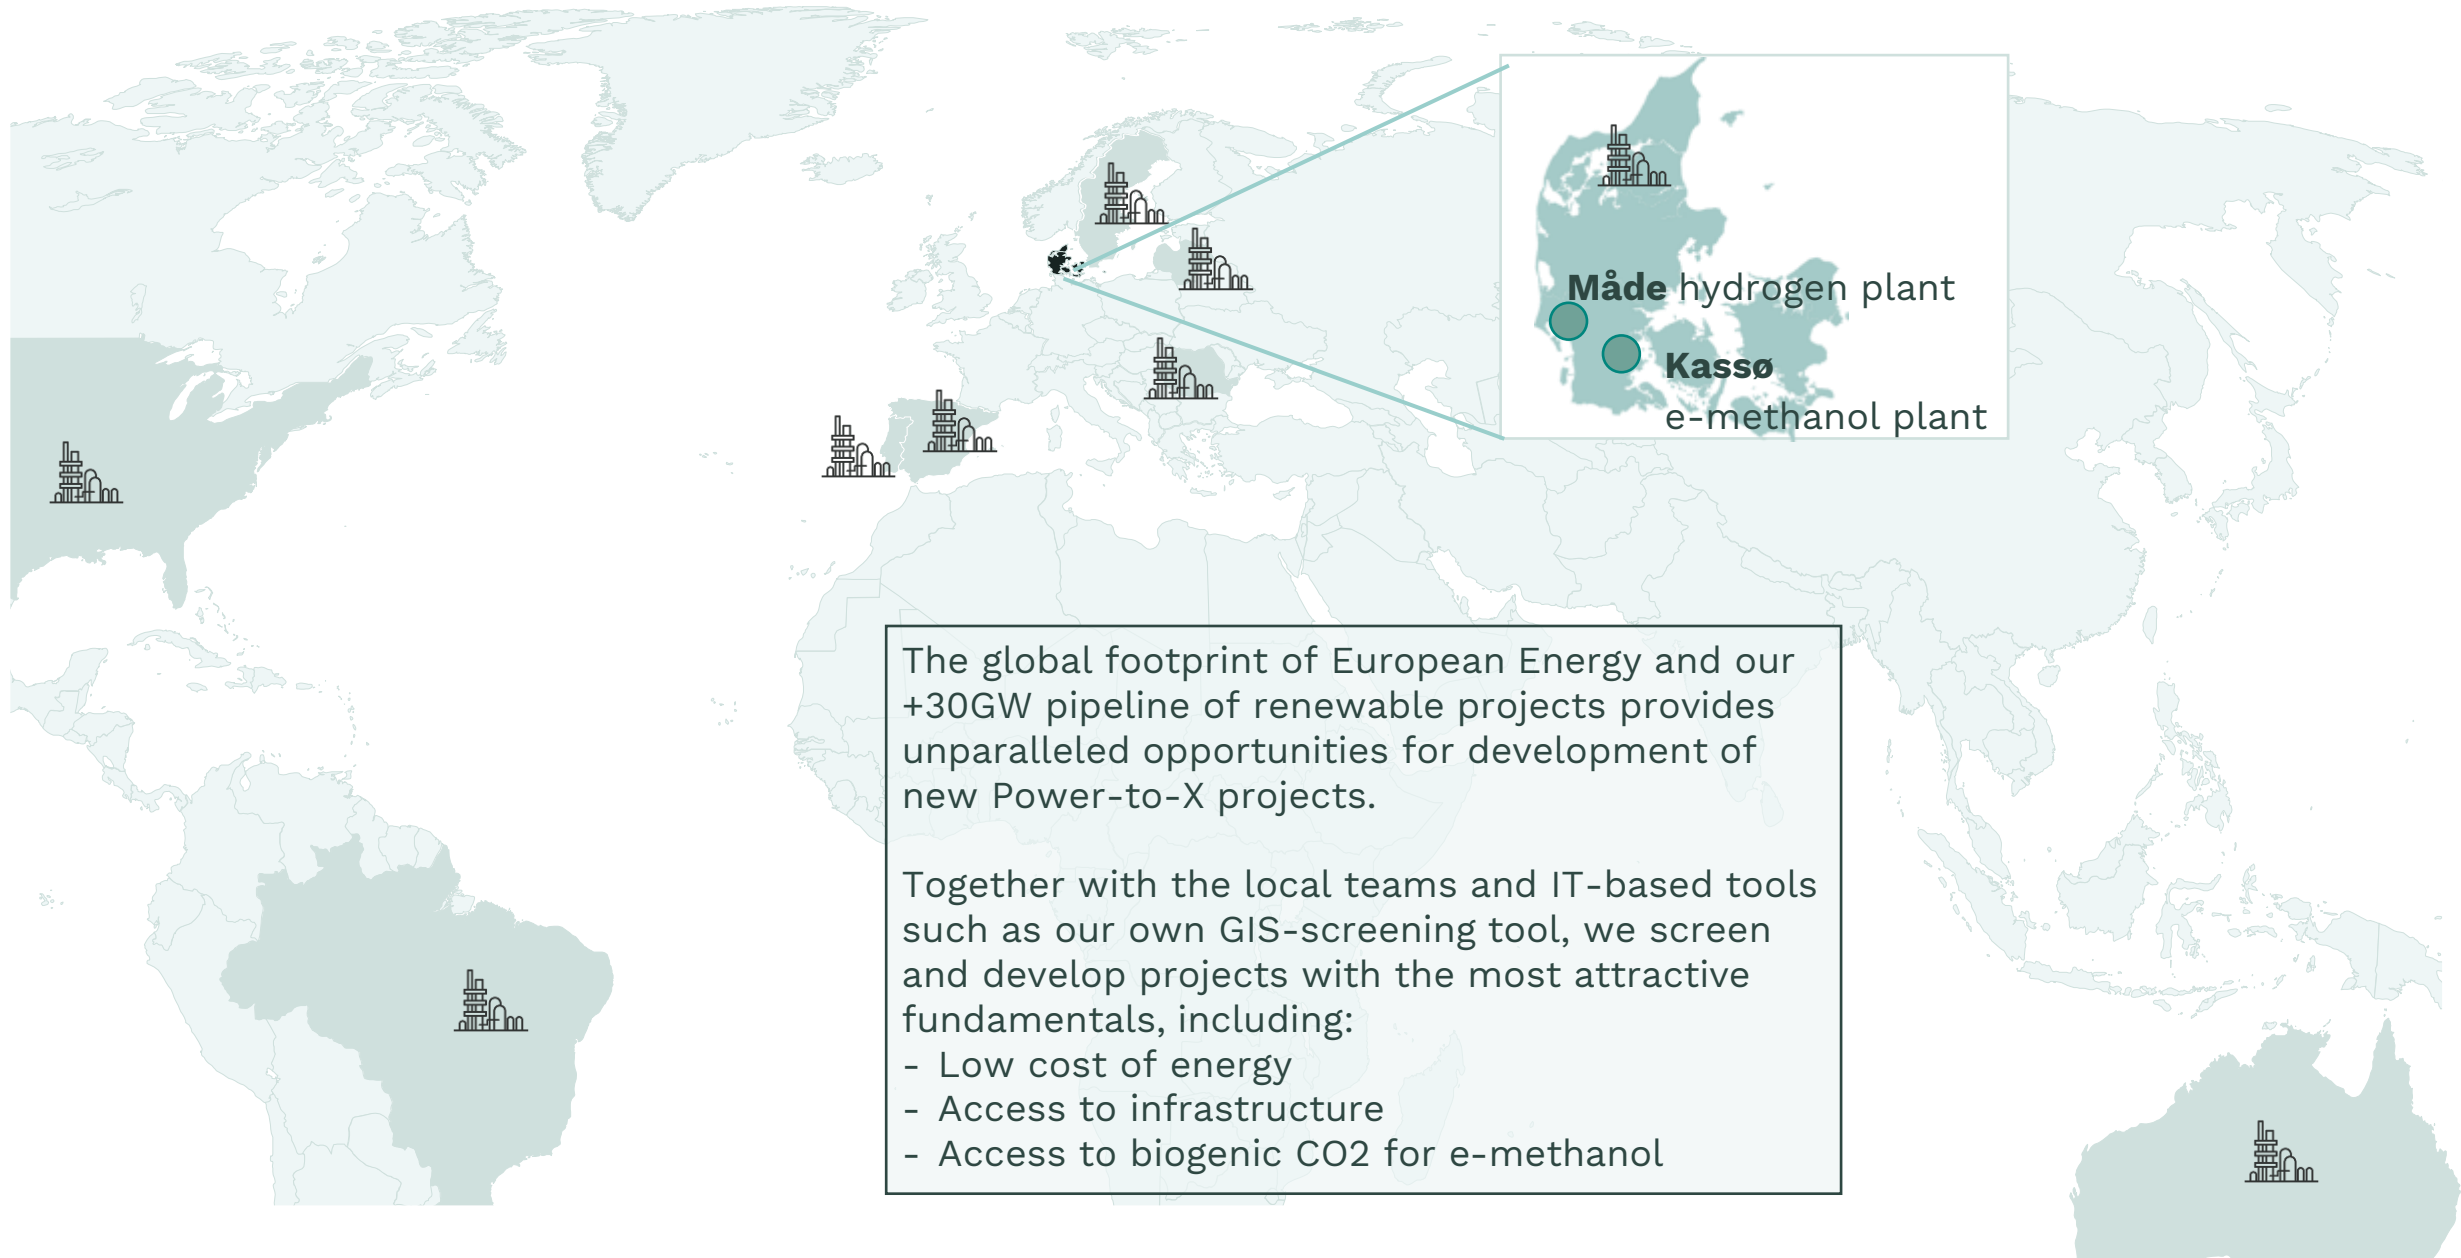 Måde hydrogen plant
Kassø
e-methanol plant
The global footprint of European Energy and our
+30GW pipeline of renewable projects provides
unparalleled opportunities for development of
new Power-to-X projects.
Together with the local teams and IT-based tools
such as our own GIS-screening tool, we screen
and develop projects with the most attractive
fundamentals, including:
- Low cost of energy
- Access to infrastructure
- Access to biogenic CO2 for e-methanol